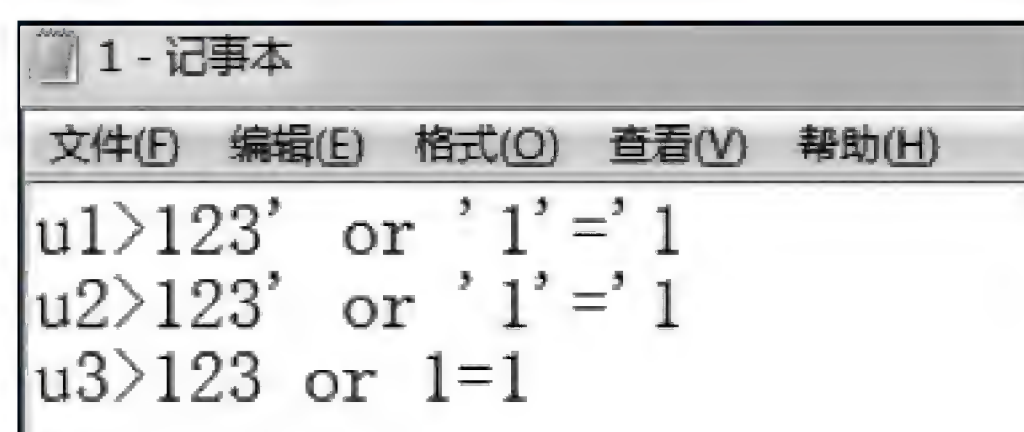 1 - 记事本
文件(F) 编辑(E) 格式(O) 查看(V) 帮助(H)
u1>123' or '1'='1
u2>123' or '1'='1
u3>123 or 1=1